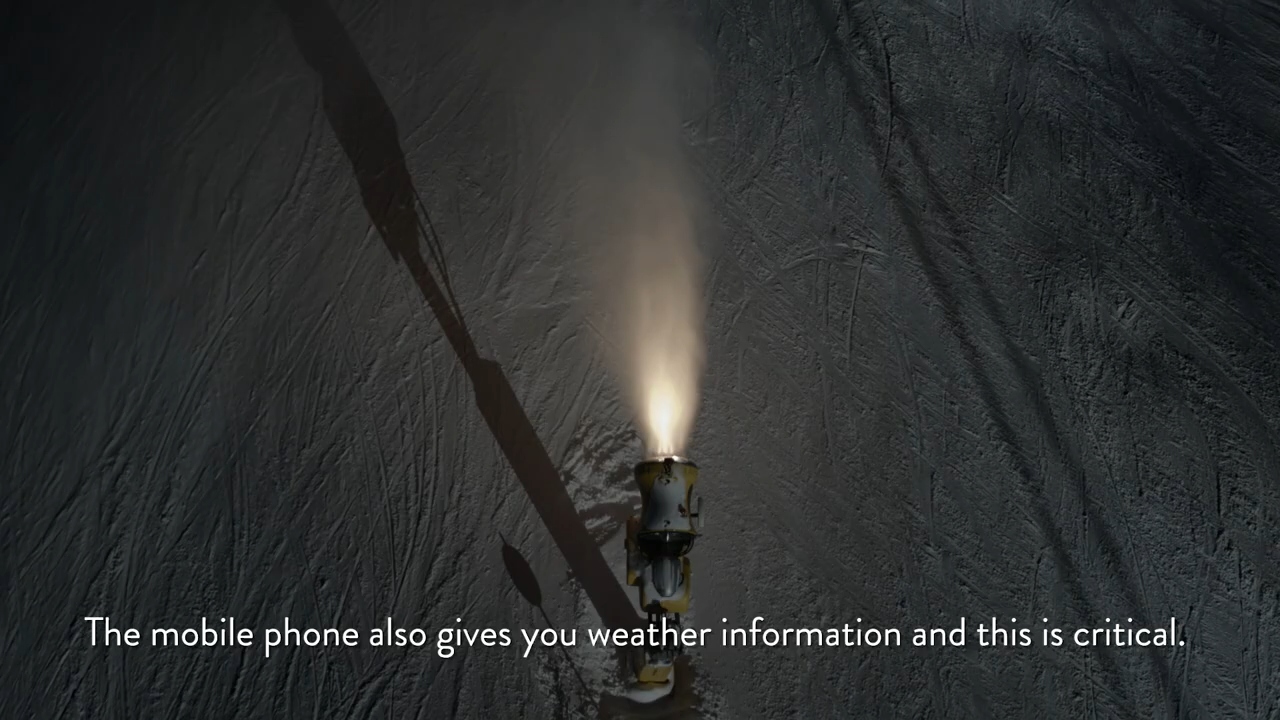 The mobile phone also gives you weather information and this is critical.